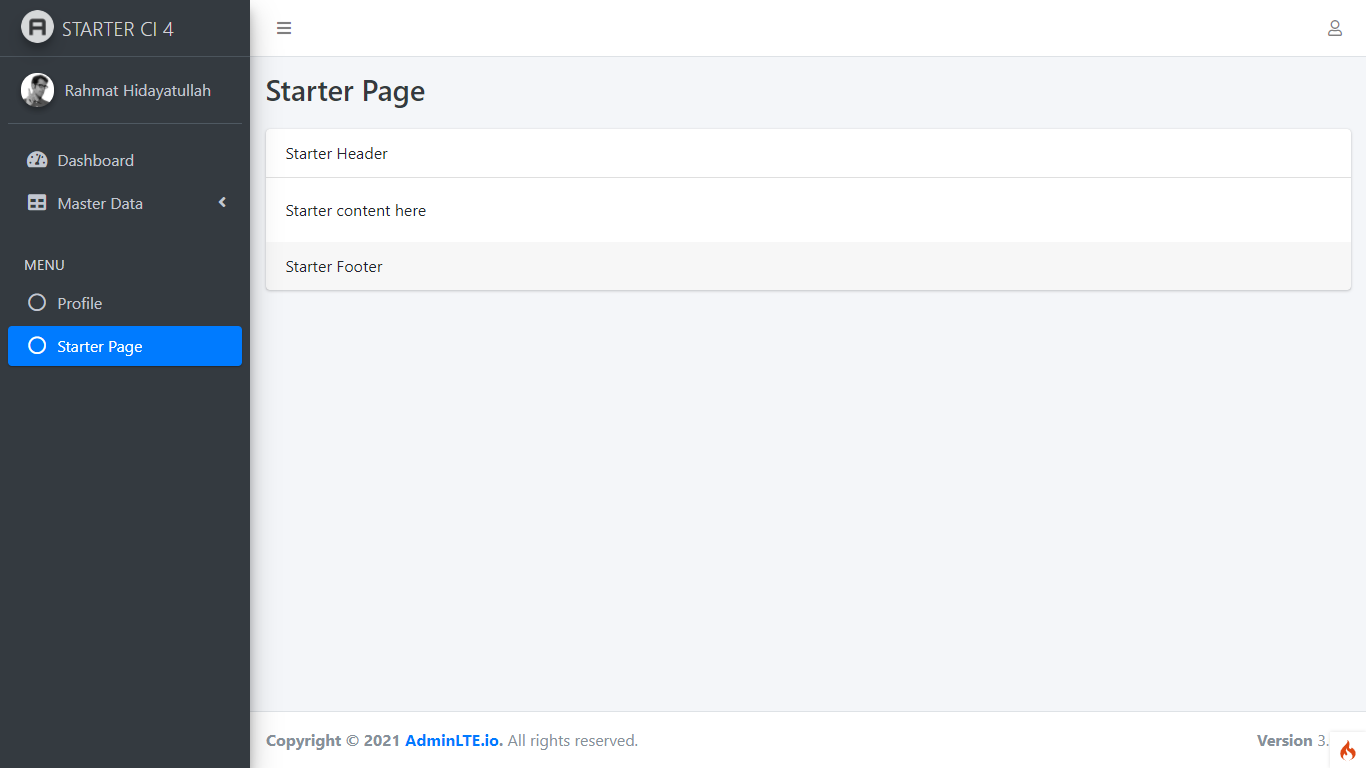 STARTER CI 4
Rahmat Hidayatullah
Dashboard
Master Data
MENU
Profile
Starter Page
Starter Page
Starter Header
Starter content here
Starter Footer
Copyright © 2021 AdminLTE.io. All rights reserved.
Version 3.